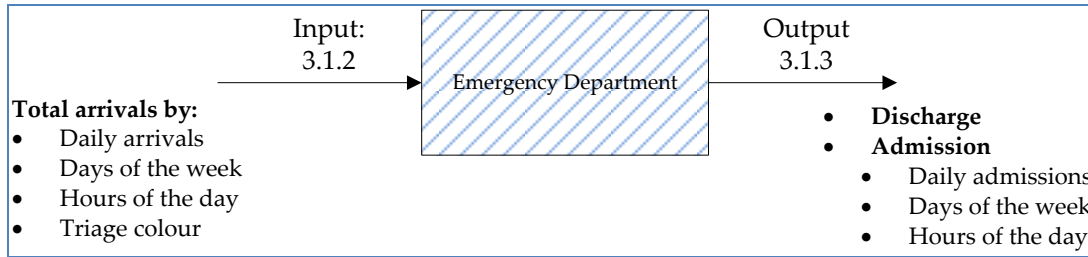 Input:
3.1.2
Emergency Department
Output
3.1.3
Total arrivals by:
• Daily arrivals
• Days of the week
• Hours of the day
• Triage colour
• Discharge
• Admission
• Daily admissions
• Days of the week
• Hours of the day